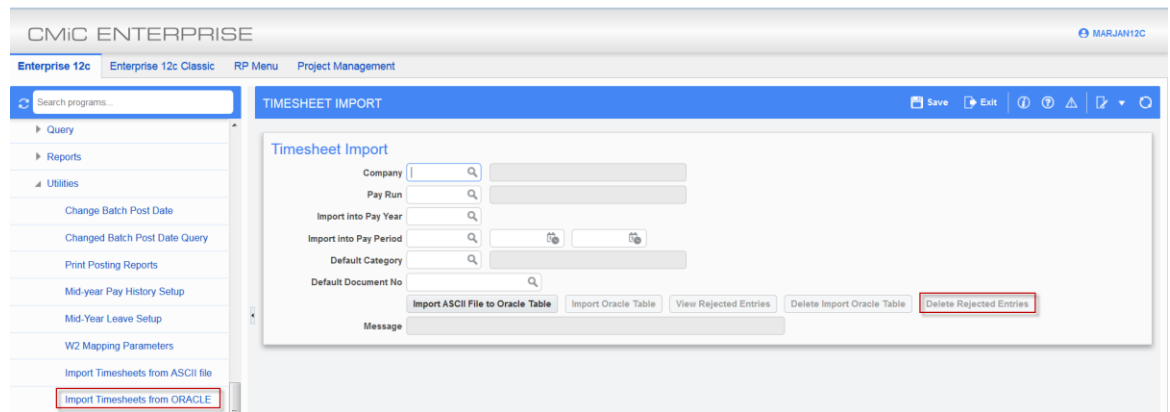 CMiC ENTERPRISE
MARJAN12C
Enterprise 12c Enterprise 12c Classic RP Menu Project Management
Search programs...
TIMESHEET IMPORT
Save Exit
Query
Reports
Utilities
Change Batch Post Date
Changed Batch Post Date Query
Print Posting Reports
Mid-year Pay History Setup
Mid-Year Leave Setup
W2 Mapping Parameters
Import Timesheets from ASCII file
Import Timesheets from ORACLE
Timesheet Import
Company
Pay Run
Import into Pay Year
Import into Pay Period
Default Category
Default Document No
Import ASCII File to Oracle Table Import Oracle Table View Rejected Entries Delete Import Oracle Table Delete Rejected Entries
Message